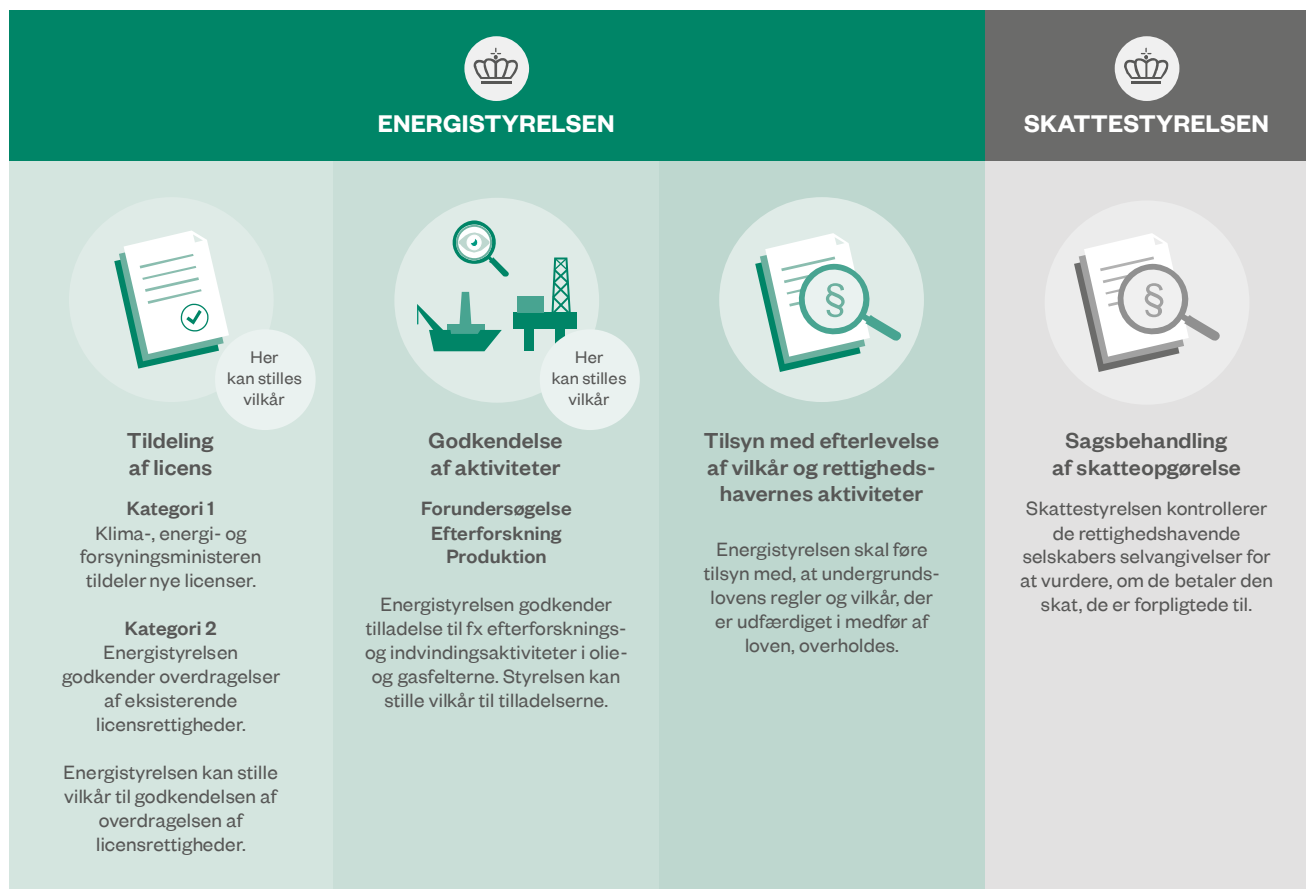 ENERGISTYRELSEN
SKATTESTYRELSEN
Her
kan stilles
vilkår
Tildeling
af licens
Kategori 1
Klima-, energi- og
forsyningsministeren
tildeler nye licenser.
Kategori 2
Energistyrelsen
godkender overdragelser
af eksisterende
licensrettigheder.
Energistyrelsen kan stille
vilkår til godkendelsen af
overdragelsen af
licensrettigheder.
Her
kan stilles
vilkår
Godkendelse
af aktiviteter
Forundersøgelse
Efterforskning
Produktion
Energistyrelsen godkender
tilladelse til fx efterforsknings-
og indvindingsaktiviteter i olie-
og gasfelterne. Styrelsen kan
stille vilkår til tilladelserne.
§
Tilsyn med efterlevelse
af vilkår og rettigheds-
havernes aktiviteter
Energistyrelsen skal føre
tilsyn med, at undergrunds-
lovens regler og vilkår, der
er udfærdiget i medfør af
loven, overholdes.
§
Sagsbehandling
af skatteopgørelse
Skattestyrelsen kontrollerer
de rettighedshavende
selskabers selvangivelser for
at vurdere, om de betaler den
skat, de er forpligtede til.